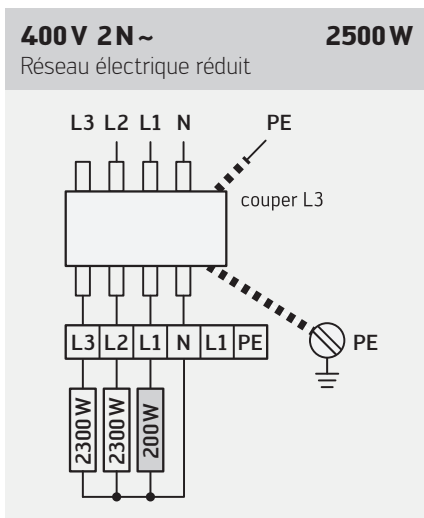 400 V 2 N ~ 2500 W
Réseau électrique réduit
L3 L2 L1 N PE
couper L3
L3 L2 L1 N L1 PE PE
2300 W 2300 W 200 W